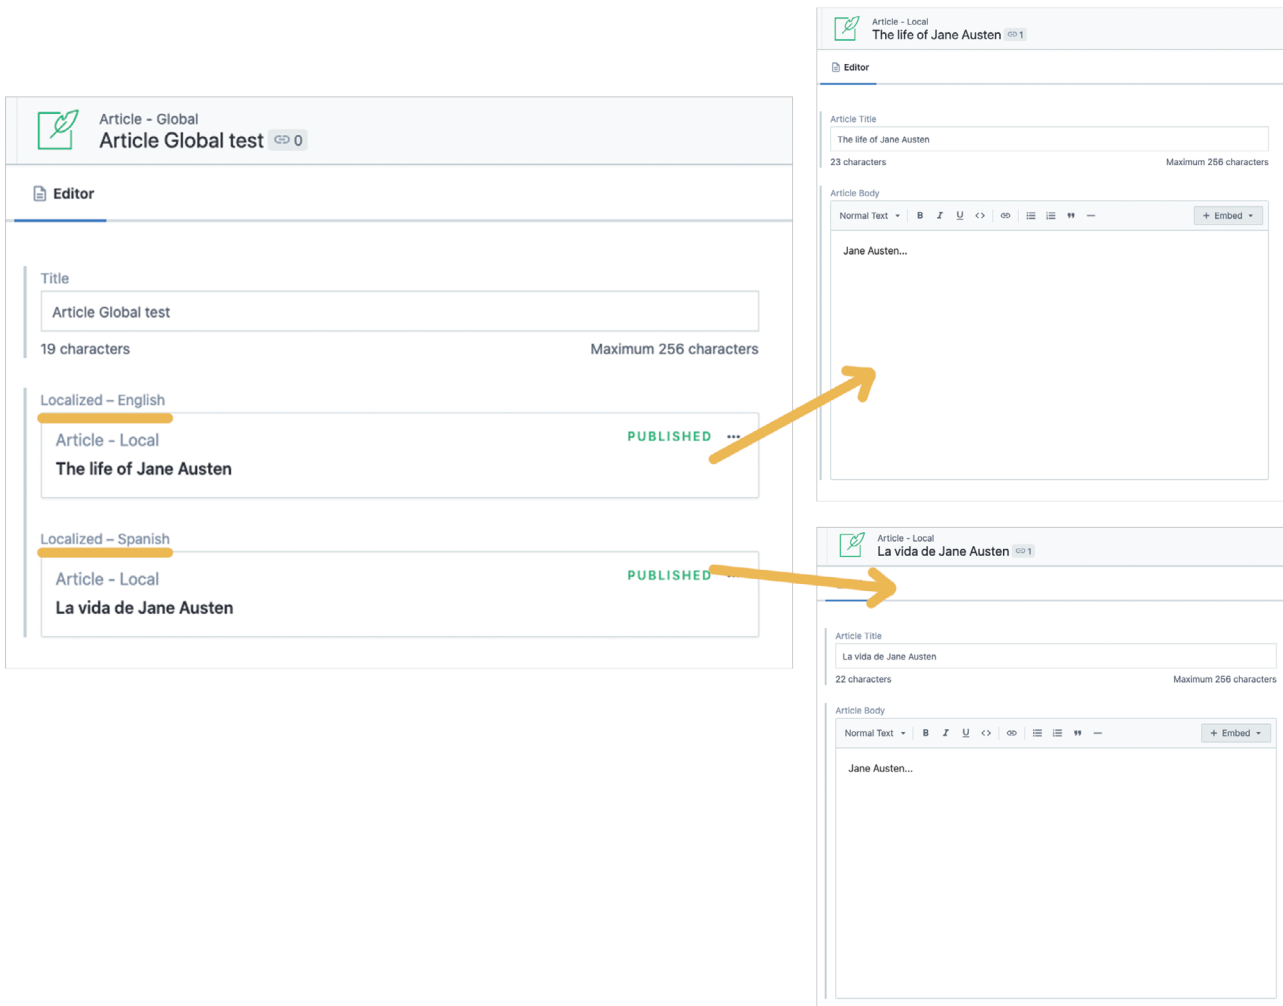 Article - Global
Article Global test 0
Editor
Title
Article Global test
19 characters Maximum 256 characters
Localized – English
Article - Local PUBLISHED ...
The life of Jane Austen
Localized – Spanish
Article - Local PUBLISHED
La vida de Jane Austen
Article - Local
The life of Jane Austen 1
Editor
Article Title
The life of Jane Austen
23 characters Maximum 256 characters
Article Body
Normal Text B I U <> + Embed
Jane Austen...
Article - Local
La vida de Jane Austen 1
Article Title
La vida de Jane Austen
22 characters Maximum 256 characters
Article Body
Normal Text B I U <> + Embed
Jane Austen...